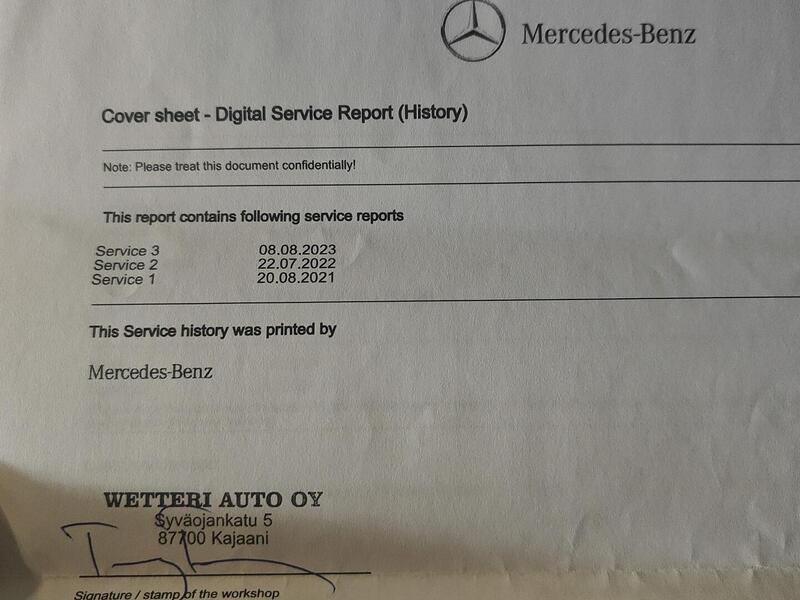 Mercedes-Benz
Cover sheet - Digital Service Report (History)
Note: Please treat this document confidentially!
This report contains following service reports
Service 3 08.08.2023
Service 2 22.07.2022
Service 1 20.08.2021
This Service history was printed by
Mercedes-Benz
WETTERI AUTO OY
Syväojankatu 5
87700 Kajaani
Signature / stamp of the workshop